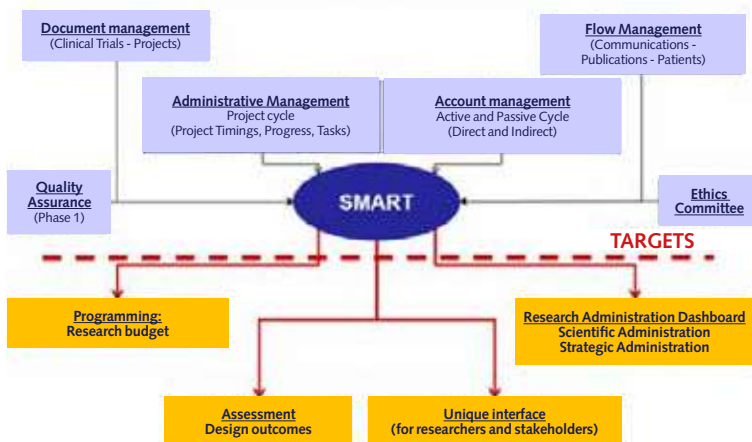 Document management
(Clinical Trials - Projects)
Flow Management
(Communications -
Publications - Patients)
Administrative Management
Project cycle
(Project Timings, Progress, Tasks)
Account management
Active and Passive Cycle
(Direct and Indirect)
Quality
Assurance
(Phase 1)
SMART
Ethics
Committee
TARGETS
Programming:
Research budget
Research Administration Dashboard
Scientific Administration
Strategic Administration
Assessment
Design outcomes
Unique interface
(for researchers and stakeholders)